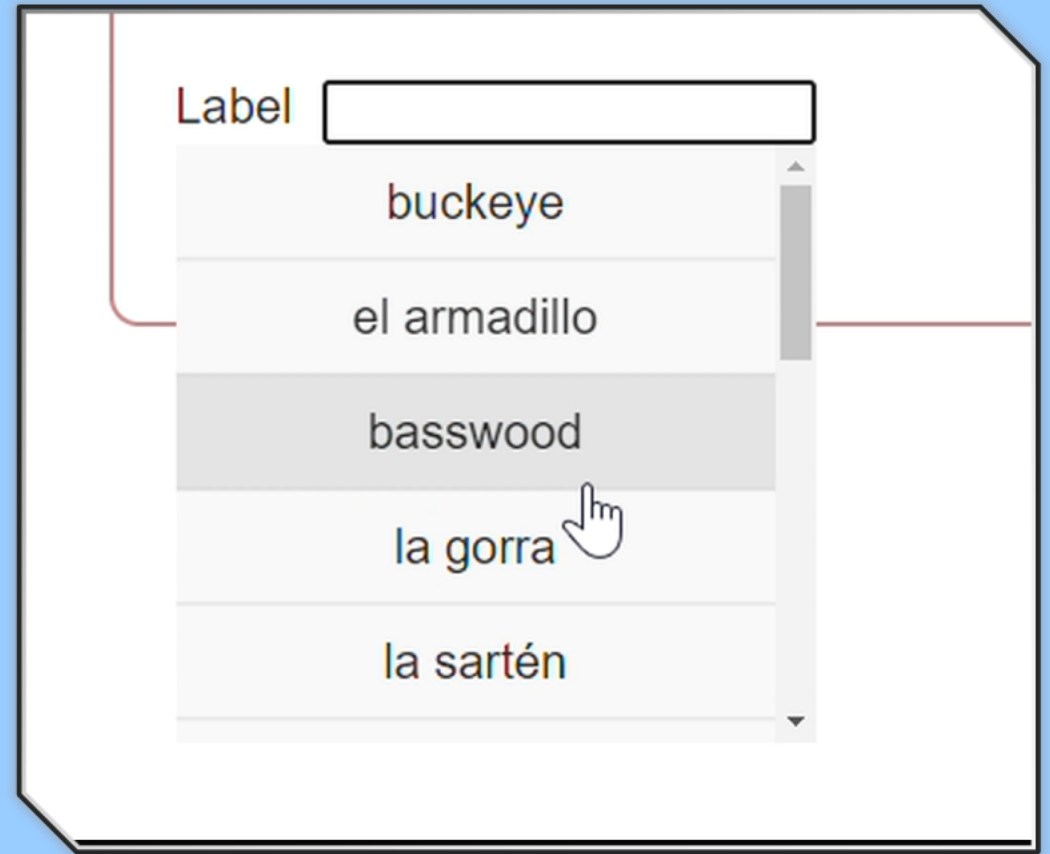 Label
buckeye
el armadillo
basswood
la gorra
la sartén